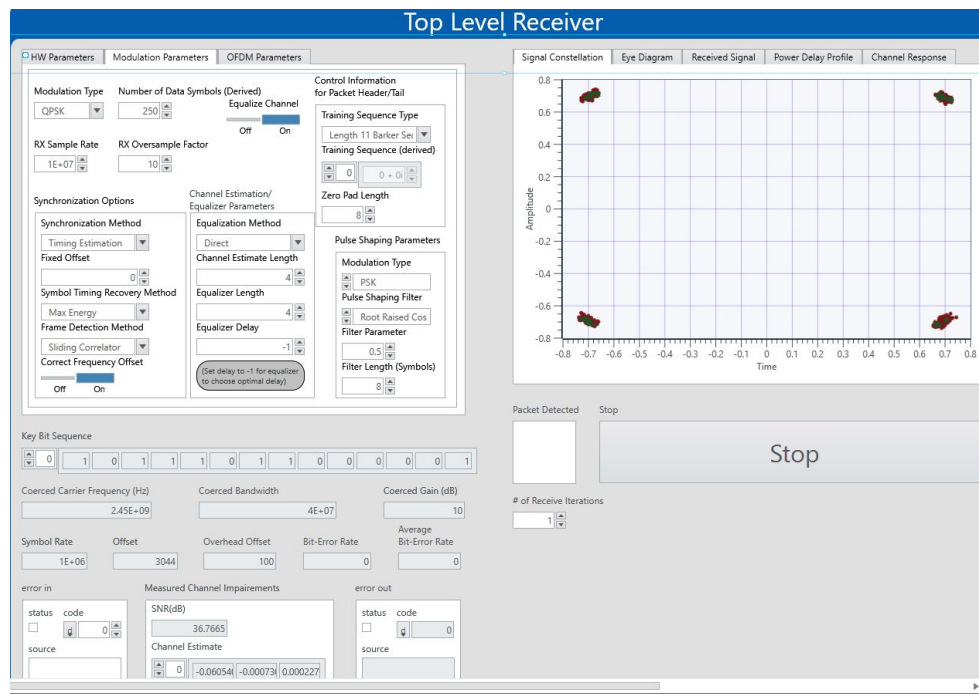 Top Level Receiver
HW Parameters
Modulation Parameters
OFDM Parameters
Modulation Type
Number of Data Symbols (Derived)
QPSK
250
Equalize Channel
Off
On
RX Sample Rate
RX Oversample Factor
1E+07
10
Control Information
for Packet Header/Tail
Training Sequence Type
Length 11 Barker Se
Training Sequence (derived)
0
0 + 0i
Zero Pad Length
8
Synchronization Options
Synchronization Method
Timing Estimation
Fixed Offset
0
Symbol Timing Recovery Method
Max Energy
Frame Detection Method
Sliding Correlator
Correct Frequency Offset
Off
On
Channel Estimation/
Equalizer Parameters
Equalization Method
Direct
Channel Estimate Length
4
Equalizer Length
4
Equalizer Delay
-1
(Set delay to -1 for equalizer
to choose optimal delay)
Pulse Shaping Parameters
Modulation Type
PSK
Pulse Shaping Filter
Root Raised Cos
Filter Parameter
0.5
Filter Length (Symbols)
8
Key Bit Sequence
0
1 0 1 1 1 0 1 1 0 0 0 0 0 1
Coerced Carrier Frequency (Hz)
Coerced Bandwidth
Coerced Gain (dB)
2.45E+09
4E+07
10
Symbol Rate
Offset
Overhead Offset
Bit-Error Rate
Average
Bit-Error Rate
1E+06
3044
100
0
0
error in
status code
d
0
source
Measured Channel Impairements
SNR(dB)
36.7665
Channel Estimate
0
-0.06054 -0.00073 0.000227
error out
status code
d
0
source
Signal Constellation
Eye Diagram
Received Signal
Power Delay Profile
Channel Response
Amplitude
0.8
0.6
0.4
0.2
0
-0.2
-0.4
-0.6
-0.8
-0.8 -0.7 -0.6 -0.5 -0.4 -0.3 -0.2 -0.1 0 0.1 0.2 0.3 0.4 0.5 0.6 0.7 0.8
Time
Packet Detected
Stop
Stop
# of Receive Iterations
1